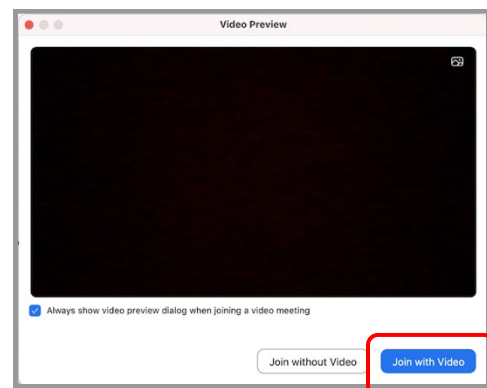 Video Preview
Always show video preview dialog when joining a video meeting
Join without Video
Join with Video